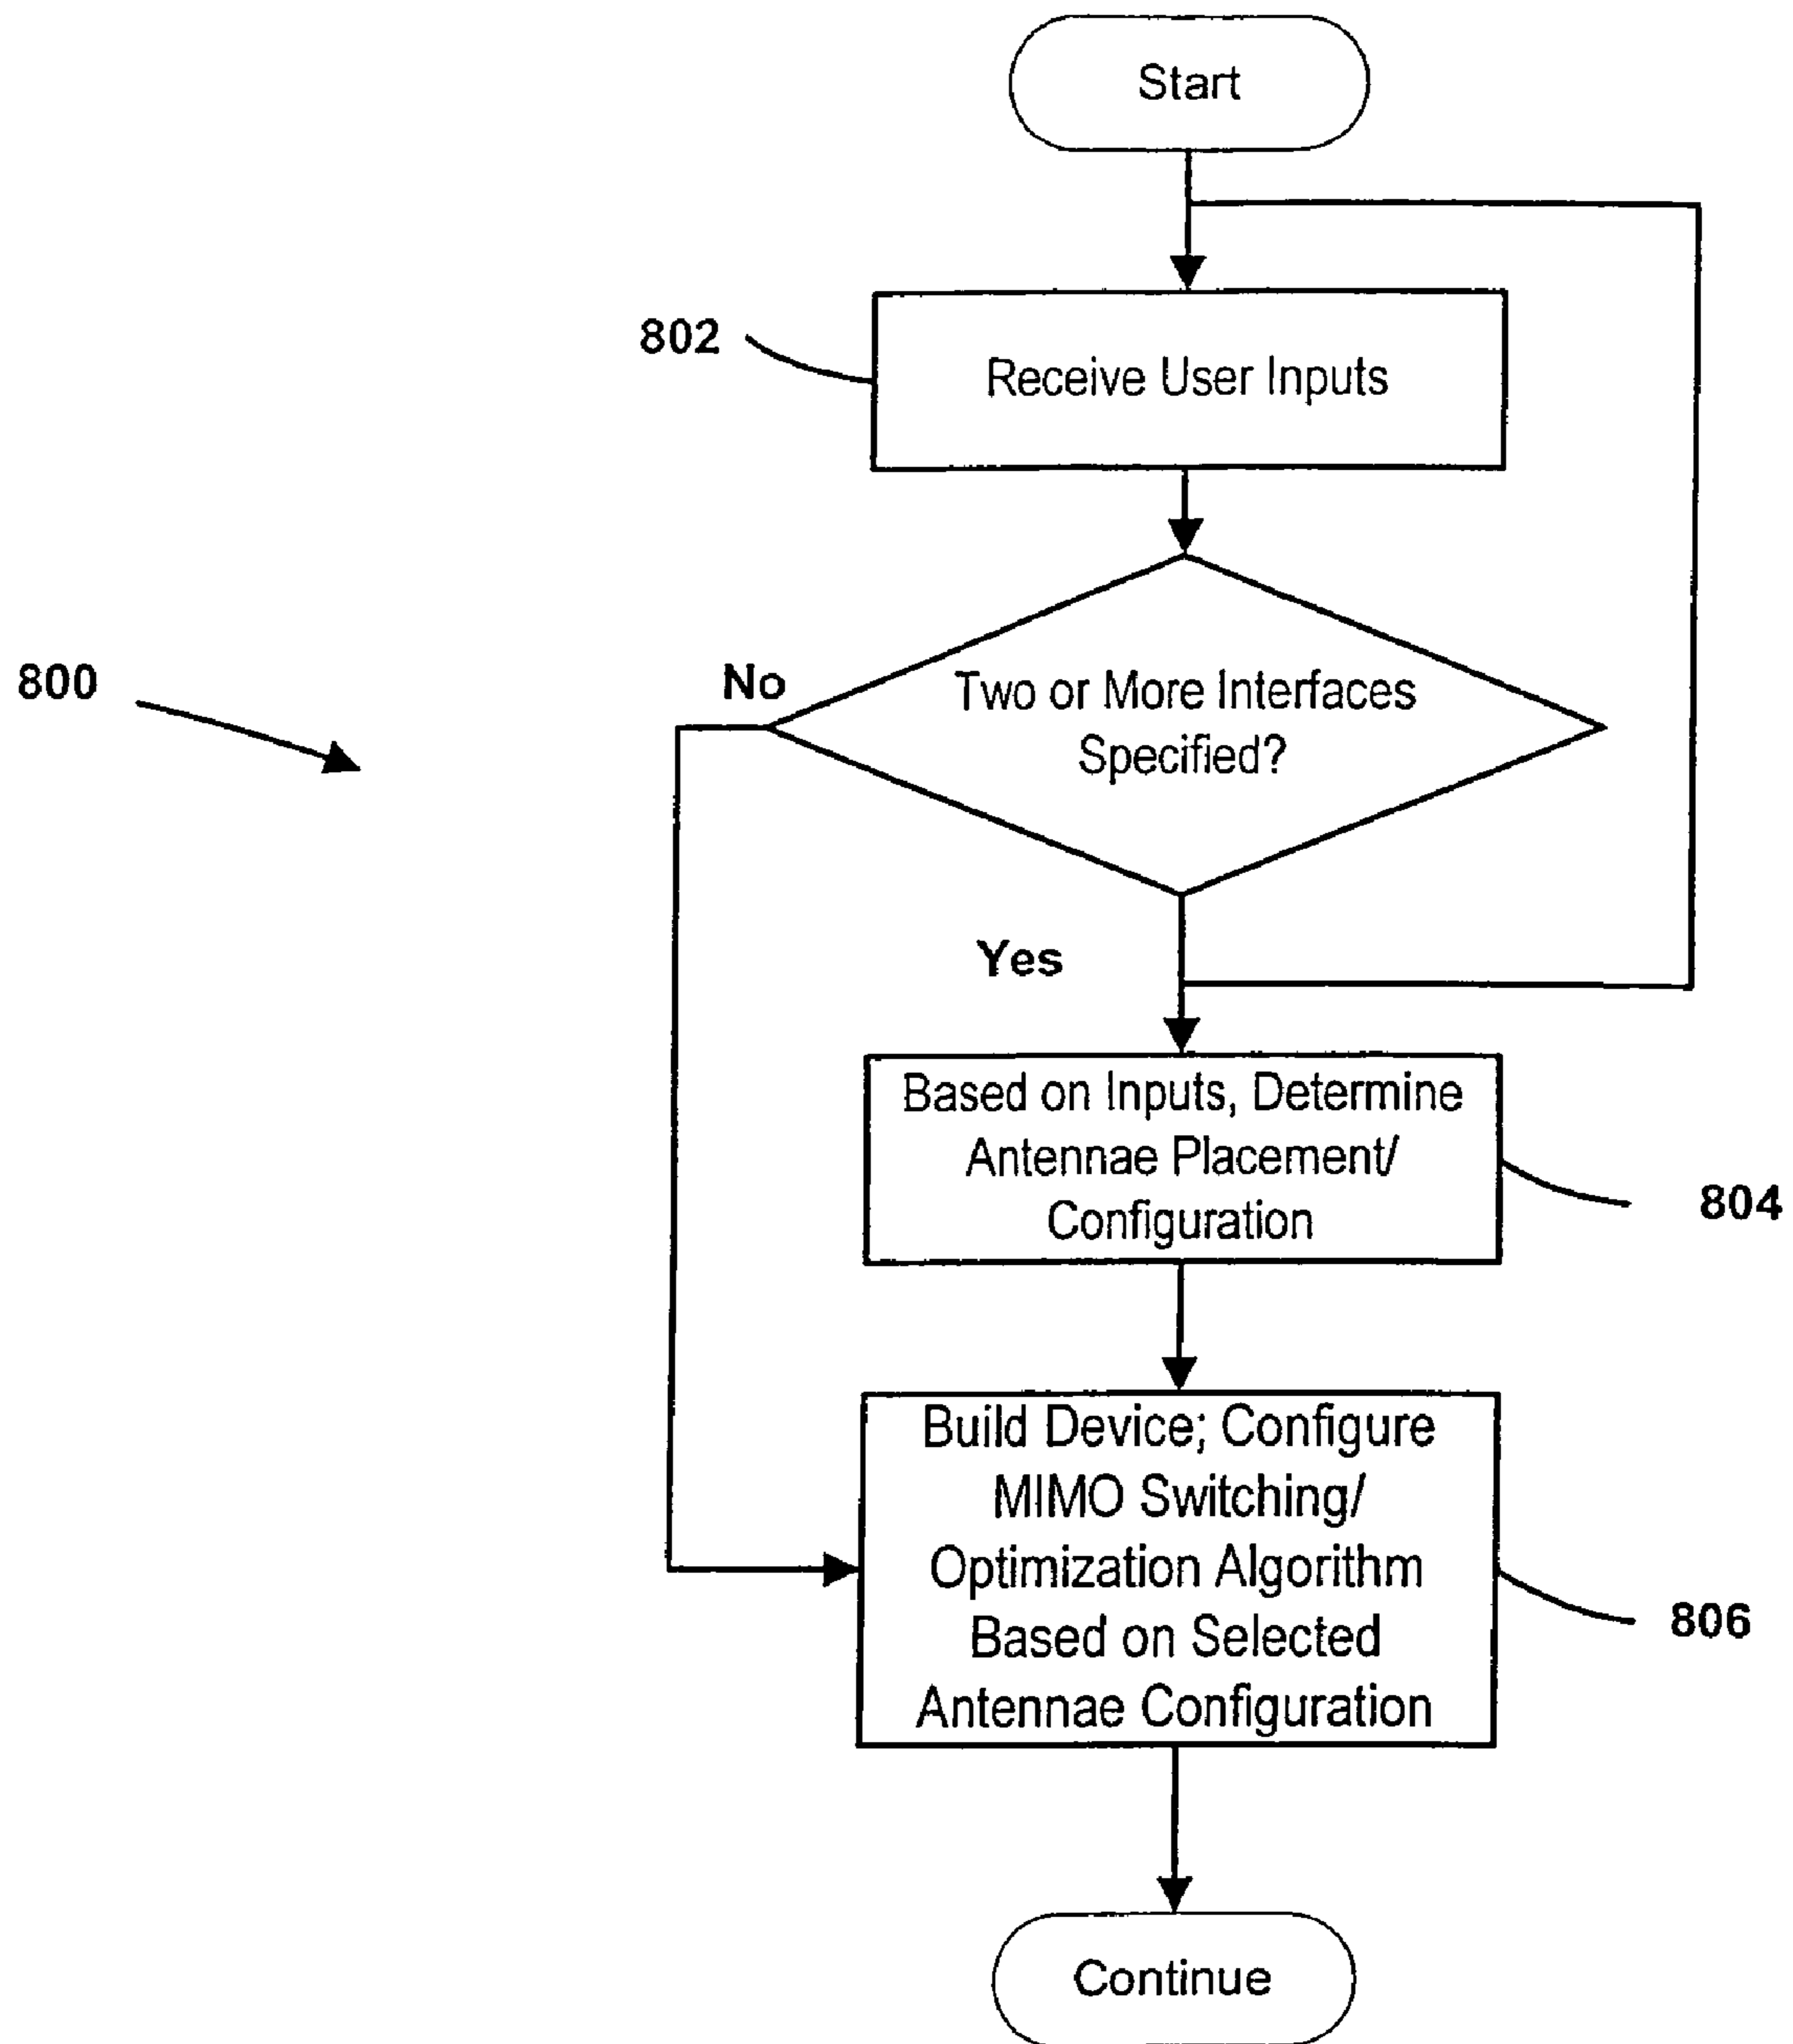 Start
802
Receive User Inputs
800
No
Two or More Interfaces
Specified?
Yes
Based on Inputs, Determine
Antennae Placement/
Configuration
804
Build Device; Configure
MIMO Switching/
Optimization Algorithm
Based on Selected
Antennae Configuration
806
Continue